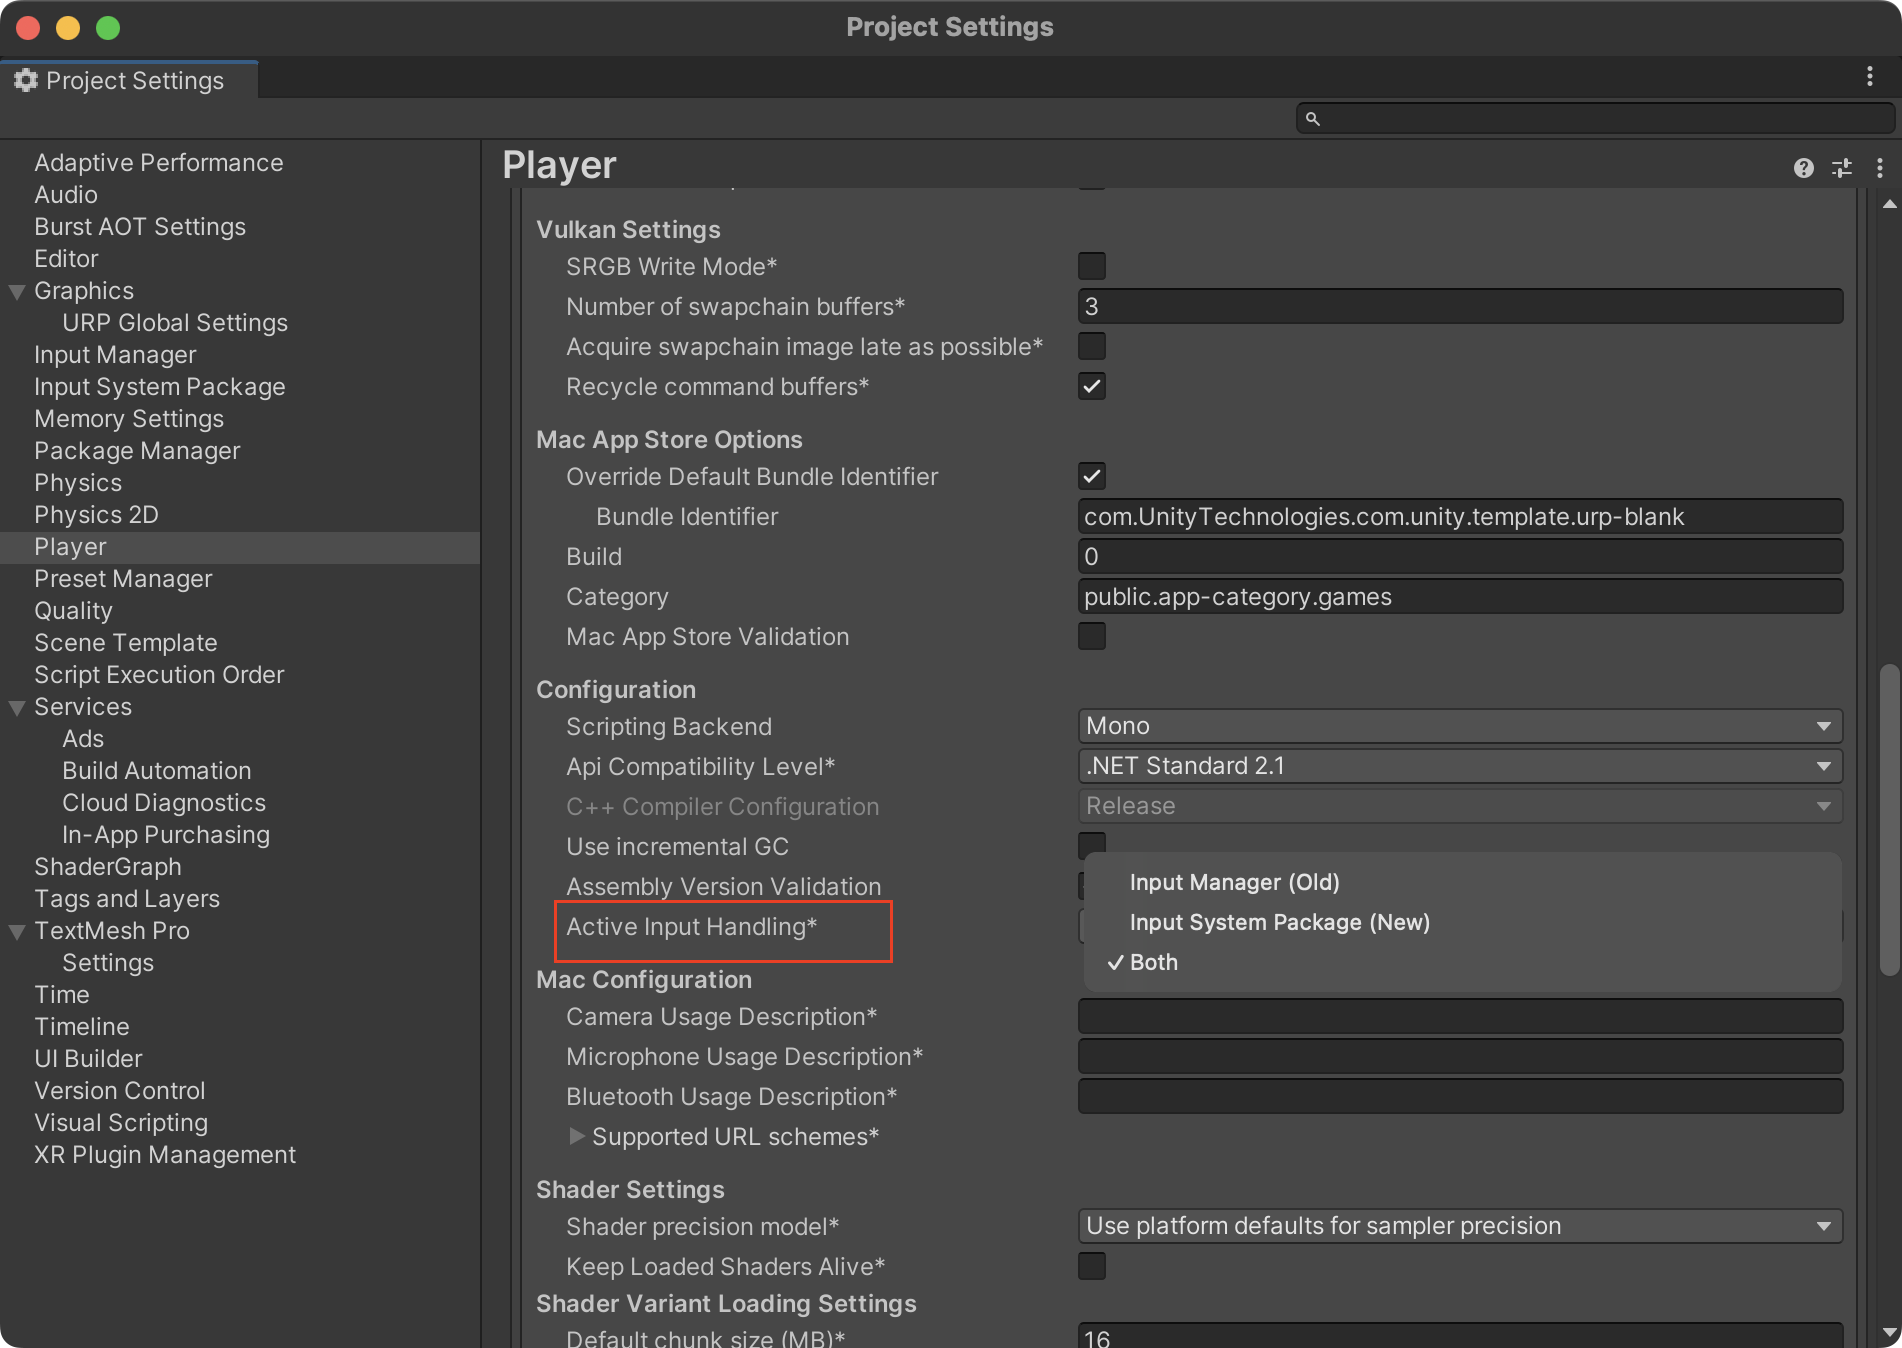 Project Settings
Project Settings
Adaptive Performance
Audio
Burst AOT Settings
Editor
Graphics
URP Global Settings
Input Manager
Input System Package
Memory Settings
Package Manager
Physics
Physics 2D
Player
Preset Manager
Quality
Scene Template
Script Execution Order
Services
Ads
Build Automation
Cloud Diagnostics
In-App Purchasing
ShaderGraph
Tags and Layers
TextMesh Pro
Settings
Time
Timeline
UI Builder
Version Control
Visual Scripting
XR Plugin Management
Player
Vulkan Settings
SRGB Write Mode*
Number of swapchain buffers* 3
Acquire swapchain image late as possible*
Recycle command buffers*
Mac App Store Options
Override Default Bundle Identifier
Bundle Identifier com.UnityTechnologies.com.unity.template.urp-blank
Build 0
Category public.app-category.games
Mac App Store Validation
Configuration
Scripting Backend Mono
Api Compatibility Level* .NET Standard 2.1
C++ Compiler Configuration Release
Use incremental GC
Assembly Version Validation
Active Input Handling*
Input Manager (Old)
Input System Package (New)
Both
Mac Configuration
Camera Usage Description*
Microphone Usage Description*
Bluetooth Usage Description*
Supported URL schemes*
Shader Settings
Shader precision model* Use platform defaults for sampler precision
Keep Loaded Shaders Alive*
Shader Variant Loading Settings
Default chunk size (MB)* 16